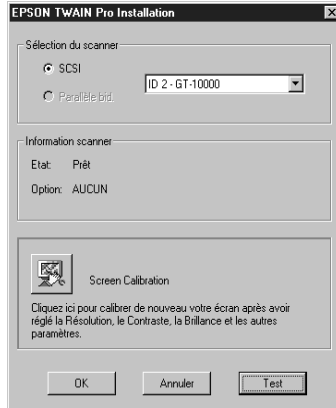 EPSON TWAIN Pro Installation
Sélection du scanner
SCSI
ID 2 - GT-10000
Parallèle bid.
Information scanner
Etat: Prêt
Option: AUCUN
Screen Calibration
Cliquez ici pour calibrer de nouveau votre écran après avoir
réglé la Résolution, le Contraste, la Brillance et les autres
paramètres.
OK Annuler Test